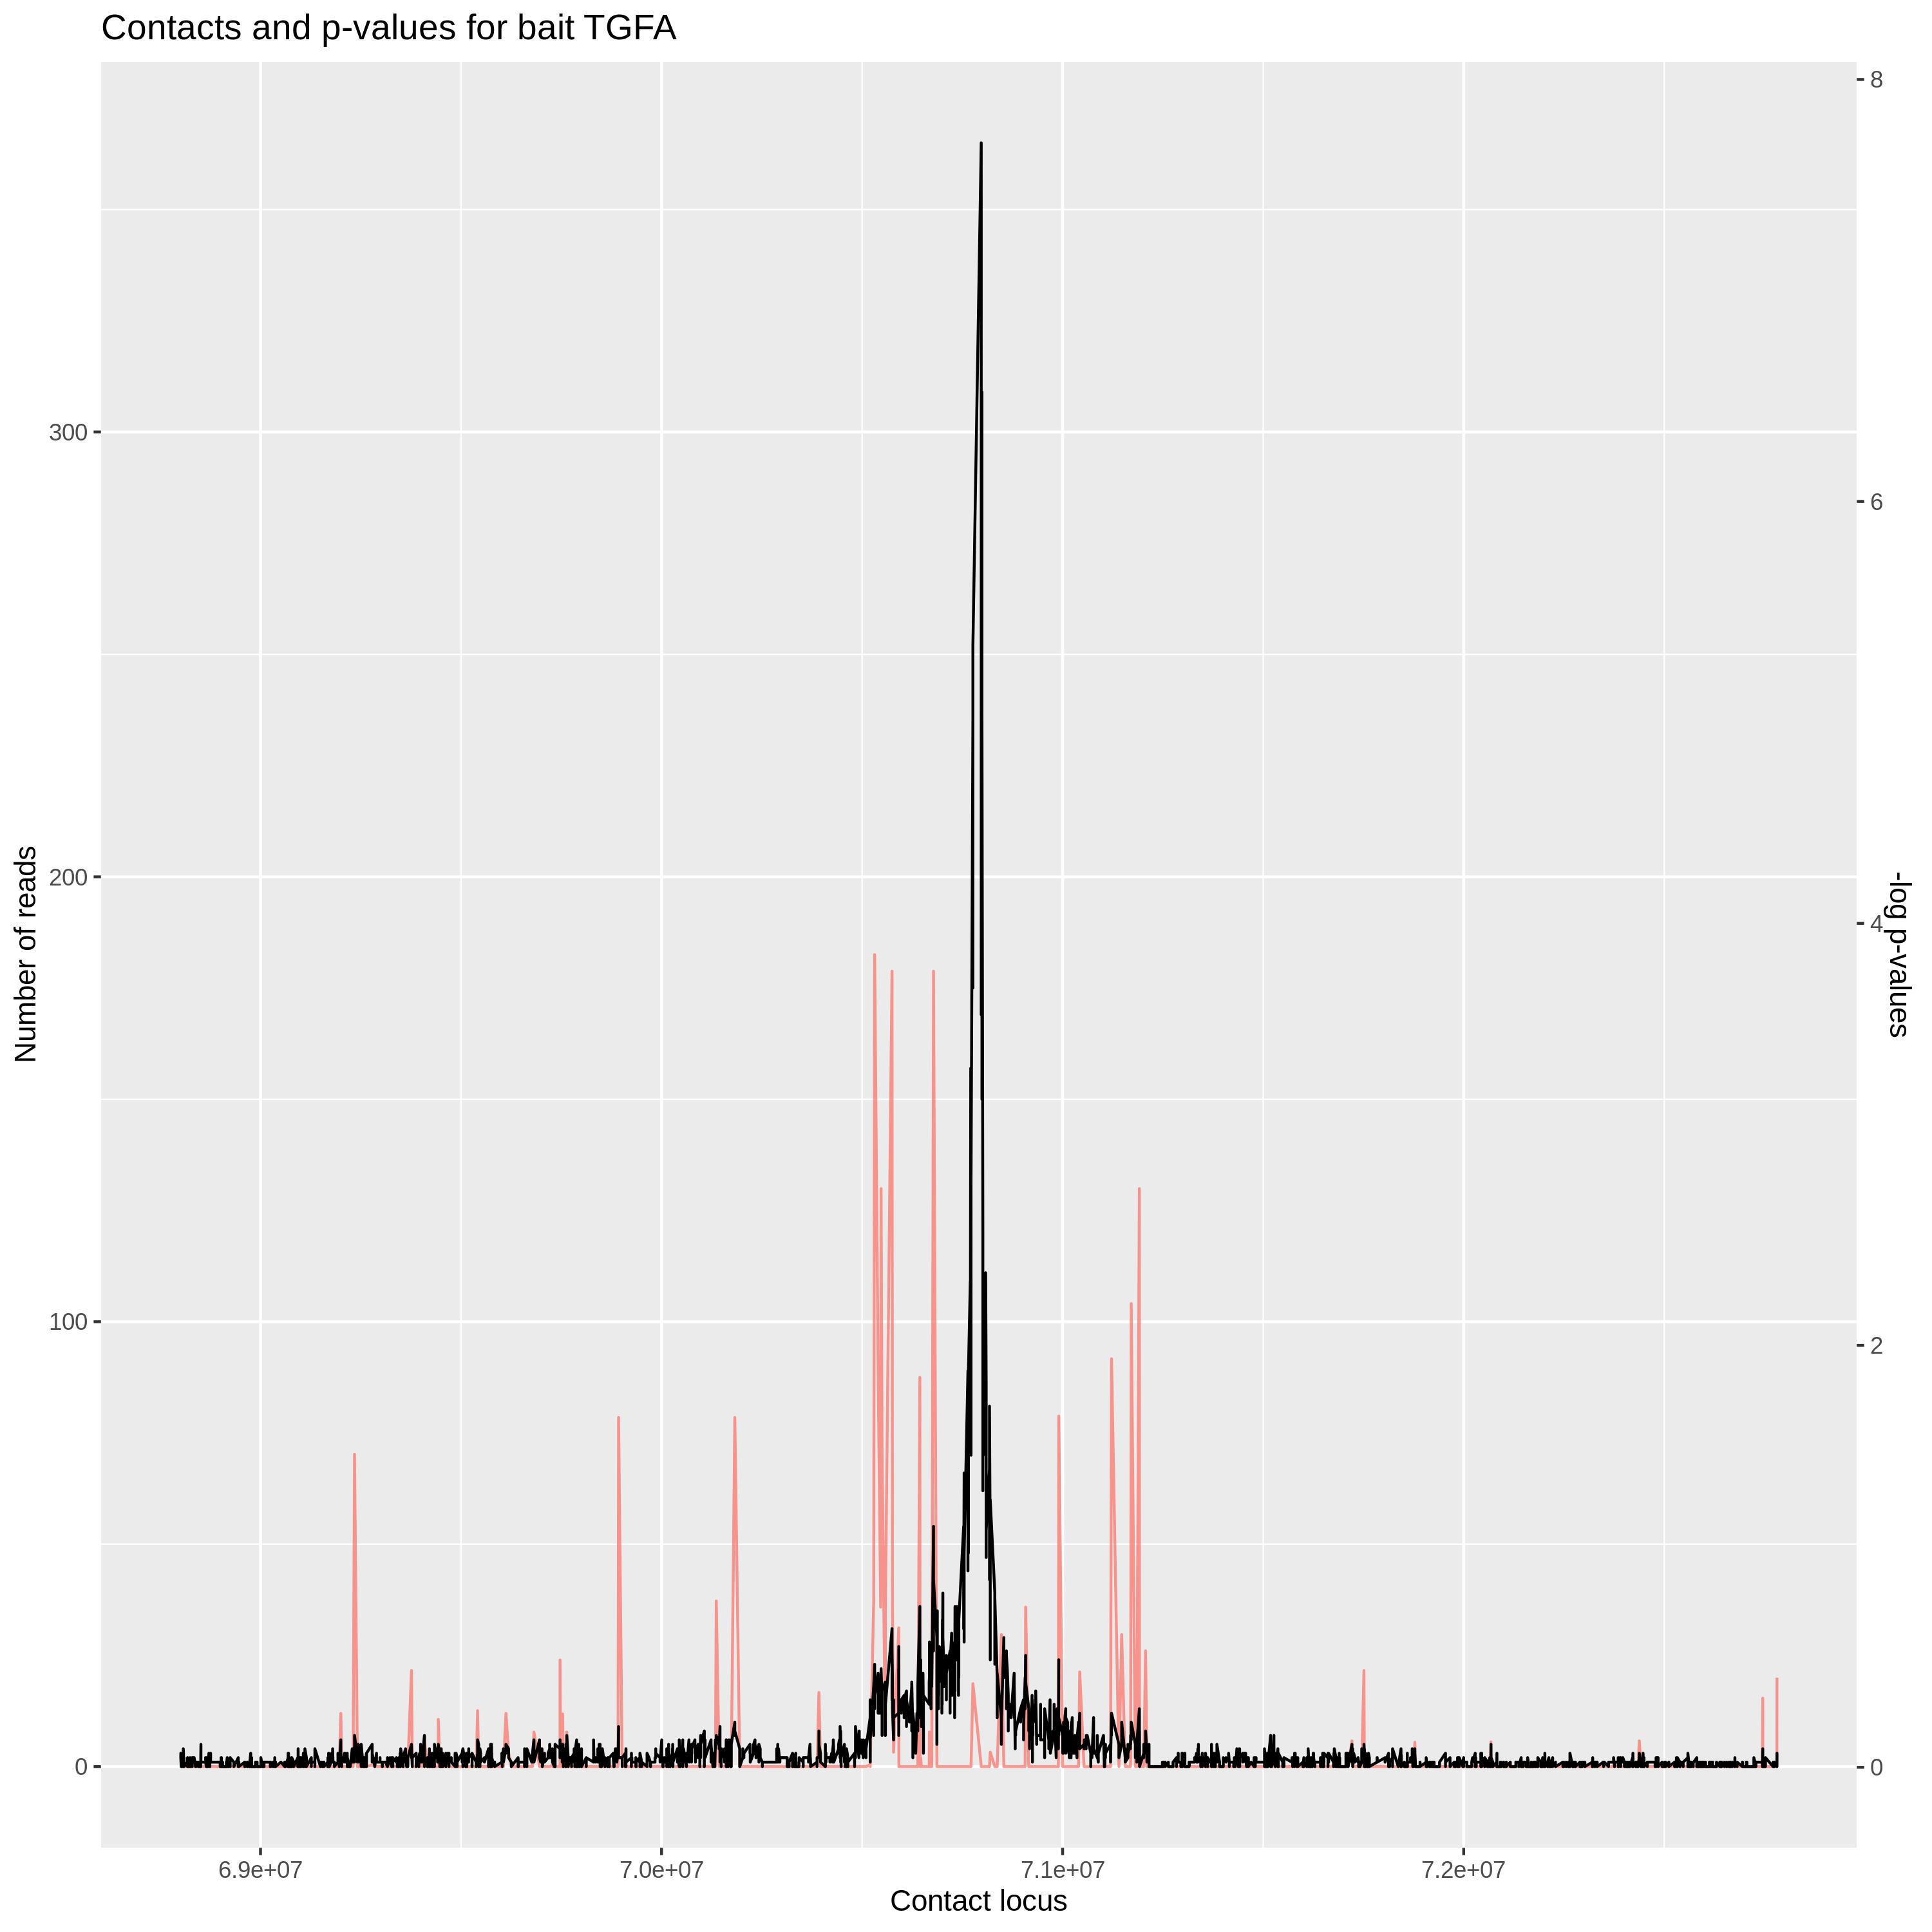 Contacts and p-values for bait TGFA
Number of reads
300
200
100
0
8
6
4
2
0
-log p-values
6.9e+07
7.0e+07
7.1e+07
7.2e+07
Contact locus